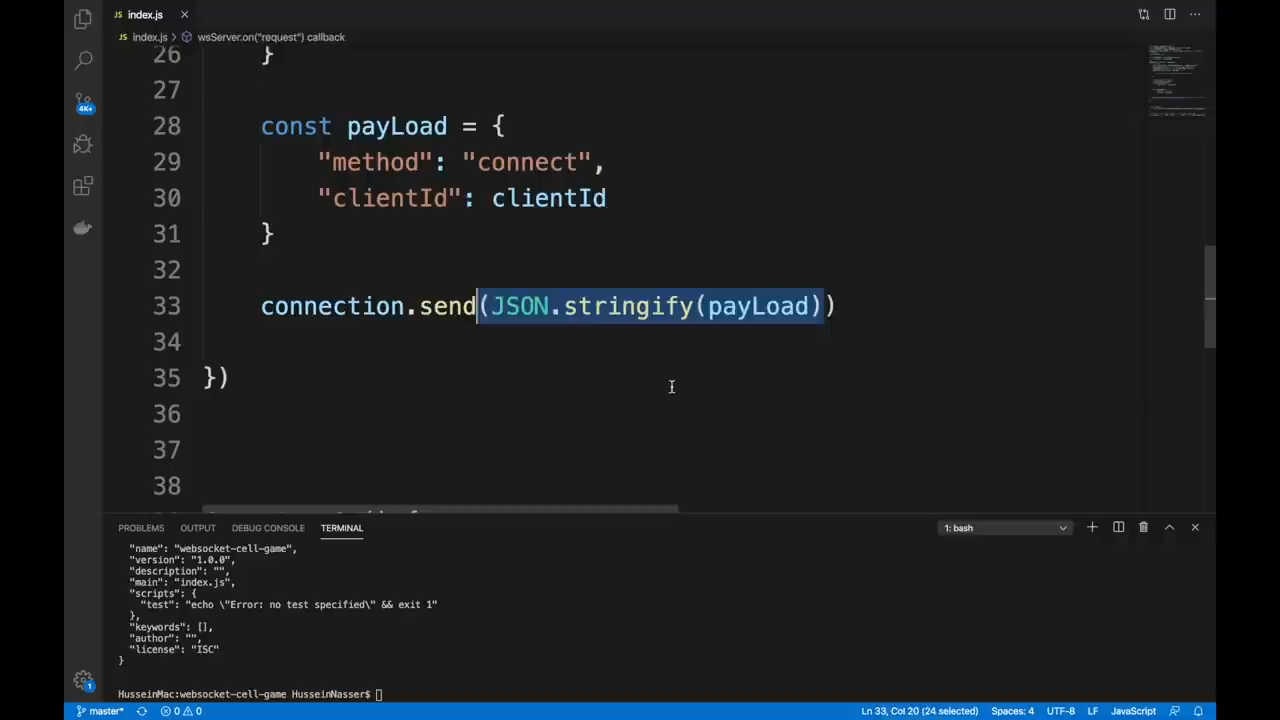 index.js
index.js › wsServer.on("request") callback
26 }
27
28 const payLoad = {
29 "method": "connect",
30 "clientId": clientId
31 }
32
33 connection.send(JSON.stringify(payLoad))
34
35 })
36
37
38
4K+
PROBLEMS OUTPUT DEBUG CONSOLE TERMINAL 1: bash
"name": "websocket-cell-game",
"version": "1.0.0",
"description": "",
"main": "index.js",
"scripts": {
"test": "echo \"Error: no test specified\" && exit 1"
},
"keywords": [],
"author": "",
"license": "ISC"
}
HusseinMac:websocket-cell-game HusseinNasser$
1
master* 0 0 Ln 33, Col 20 (24 selected) Spaces: 4 UTF-8 LF JavaScript